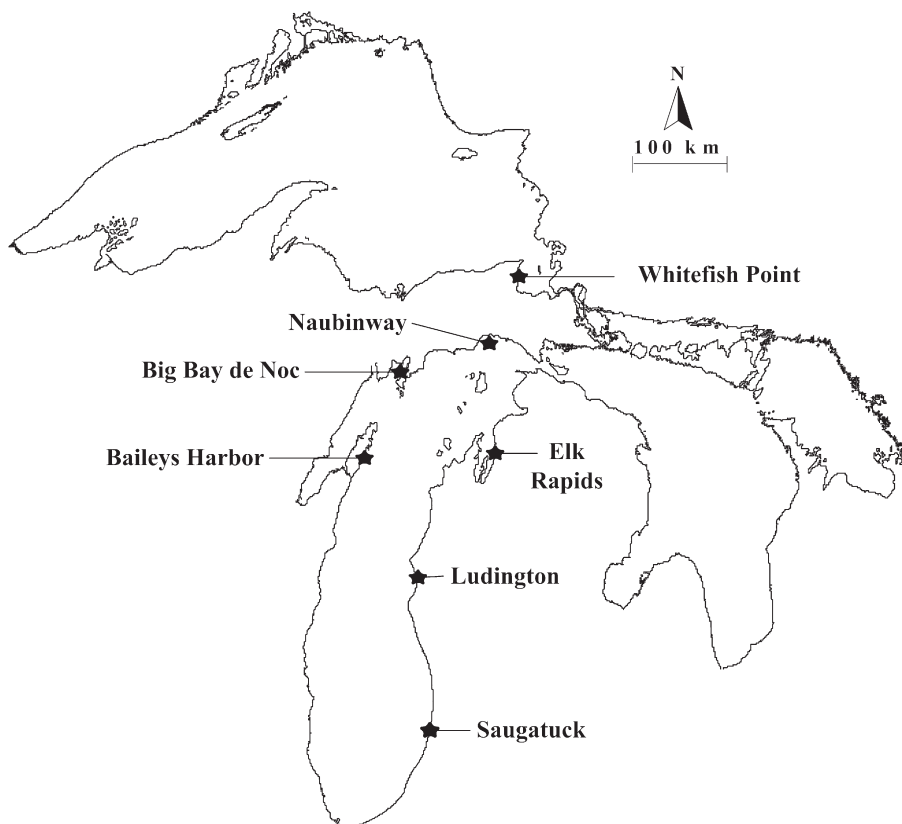 N
100 km
Whitefish Point
Naubinway
Big Bay de Noc
Baileys Harbor
Elk
Rapids
Ludington
Saugatuck